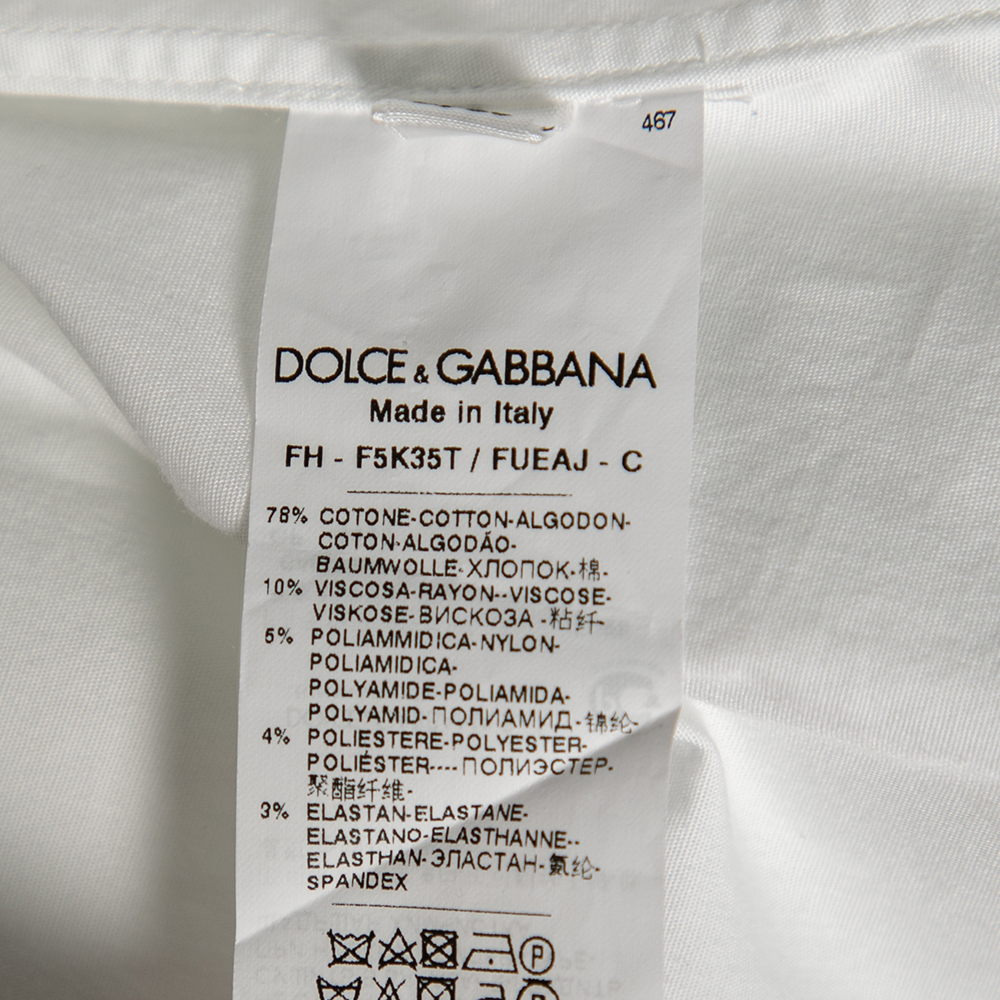 467
DOLCE & GABBANA
Made in Italy
FH - F5K35T / FUEAJ - C
78% COTONE-COTTON-ALGODON-
COTON-ALGODÃO-
BAUMWOLLE-ХЛОПОК-棉-
10% VISCOSA-RAYON--VISCOSE-
VISKOSE-ВИСКОЗА -粘纤-
5% POLIAMMIDICA-NYLON-
POLIAMIDICA-
POLYAMIDE-POLIAMIDA-
POLYAMID-ПОЛИАМИД-锦纶-
4% POLIESTERE-POLYESTER-
POLIÉSTER----ПОЛИЭСТЕР-
聚酯纤维-
3% ELASTAN-ELASTANE-
ELASTANO-ELASTHANNE--
ELASTHAN-ЭЛАСТАН-氨纶-
SPANDEX
P
P